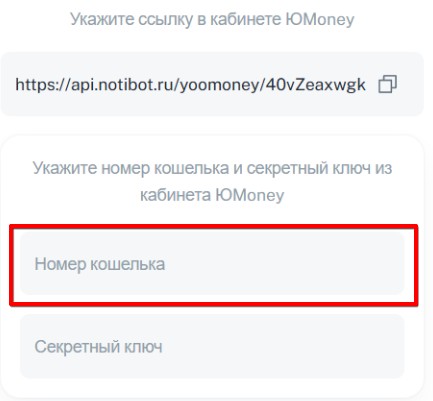 Укажите ссылку в кабинете ЮMoney
https://api.notibot.ru/yoomoney/40vZeaxwgk
Укажите номер кошелька и секретный ключ из
кабинета ЮMoney
Номер кошелька
Секретный ключ